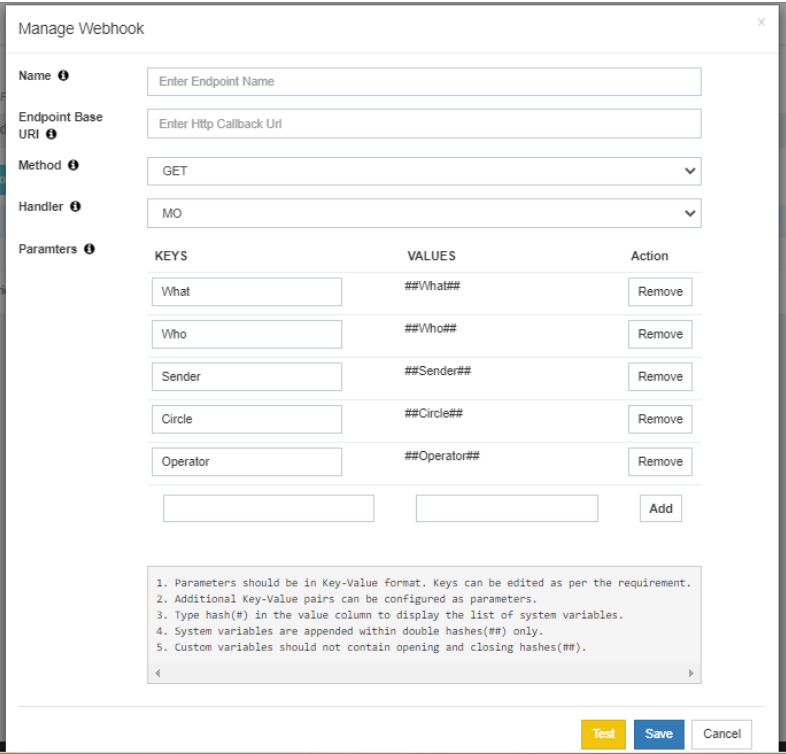 Manage Webhook
×
Name
Enter Endpoint Name
Endpoint Base
URI
Enter Http Callback Url
Method
GET
Handler
MO
Paramters
KEYS VALUES Action
What ##What## Remove
Who ##Who## Remove
Sender ##Sender## Remove
Circle ##Circle## Remove
Operator ##Operator## Remove
Add
1. Parameters should be in Key-Value format. Keys can be edited as per the requirement.
2. Additional Key-Value pairs can be configured as parameters.
3. Type hash(#) in the value column to display the list of system variables.
4. System variables are appended within double hashes(##) only.
5. Custom variables should not contain opening and closing hashes(##).
Test Save Cancel